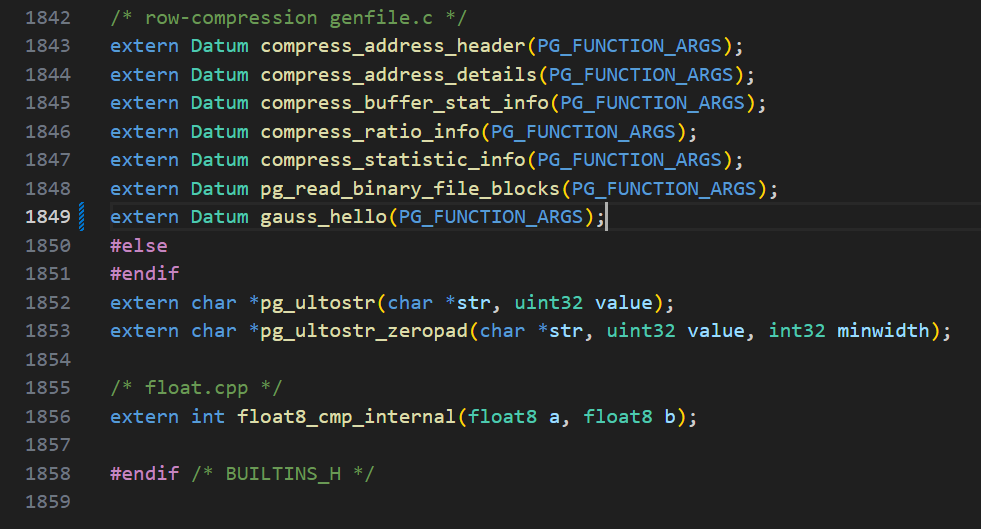 1842 /* row-compression genfile.c */
1843 extern Datum compress_address_header(PG_FUNCTION_ARGS);
1844 extern Datum compress_address_details(PG_FUNCTION_ARGS);
1845 extern Datum compress_buffer_stat_info(PG_FUNCTION_ARGS);
1846 extern Datum compress_ratio_info(PG_FUNCTION_ARGS);
1847 extern Datum compress_statistic_info(PG_FUNCTION_ARGS);
1848 extern Datum pg_read_binary_file_blocks(PG_FUNCTION_ARGS);
1849 extern Datum gauss_hello(PG_FUNCTION_ARGS);
1850 #else
1851 #endif
1852 extern char *pg_ultostr(char *str, uint32 value);
1853 extern char *pg_ultostr_zeropad(char *str, uint32 value, int32 minwidth);
1854
1855 /* float.cpp */
1856 extern int float8_cmp_internal(float8 a, float8 b);
1857
1858 #endif /* BUILTINS_H */
1859